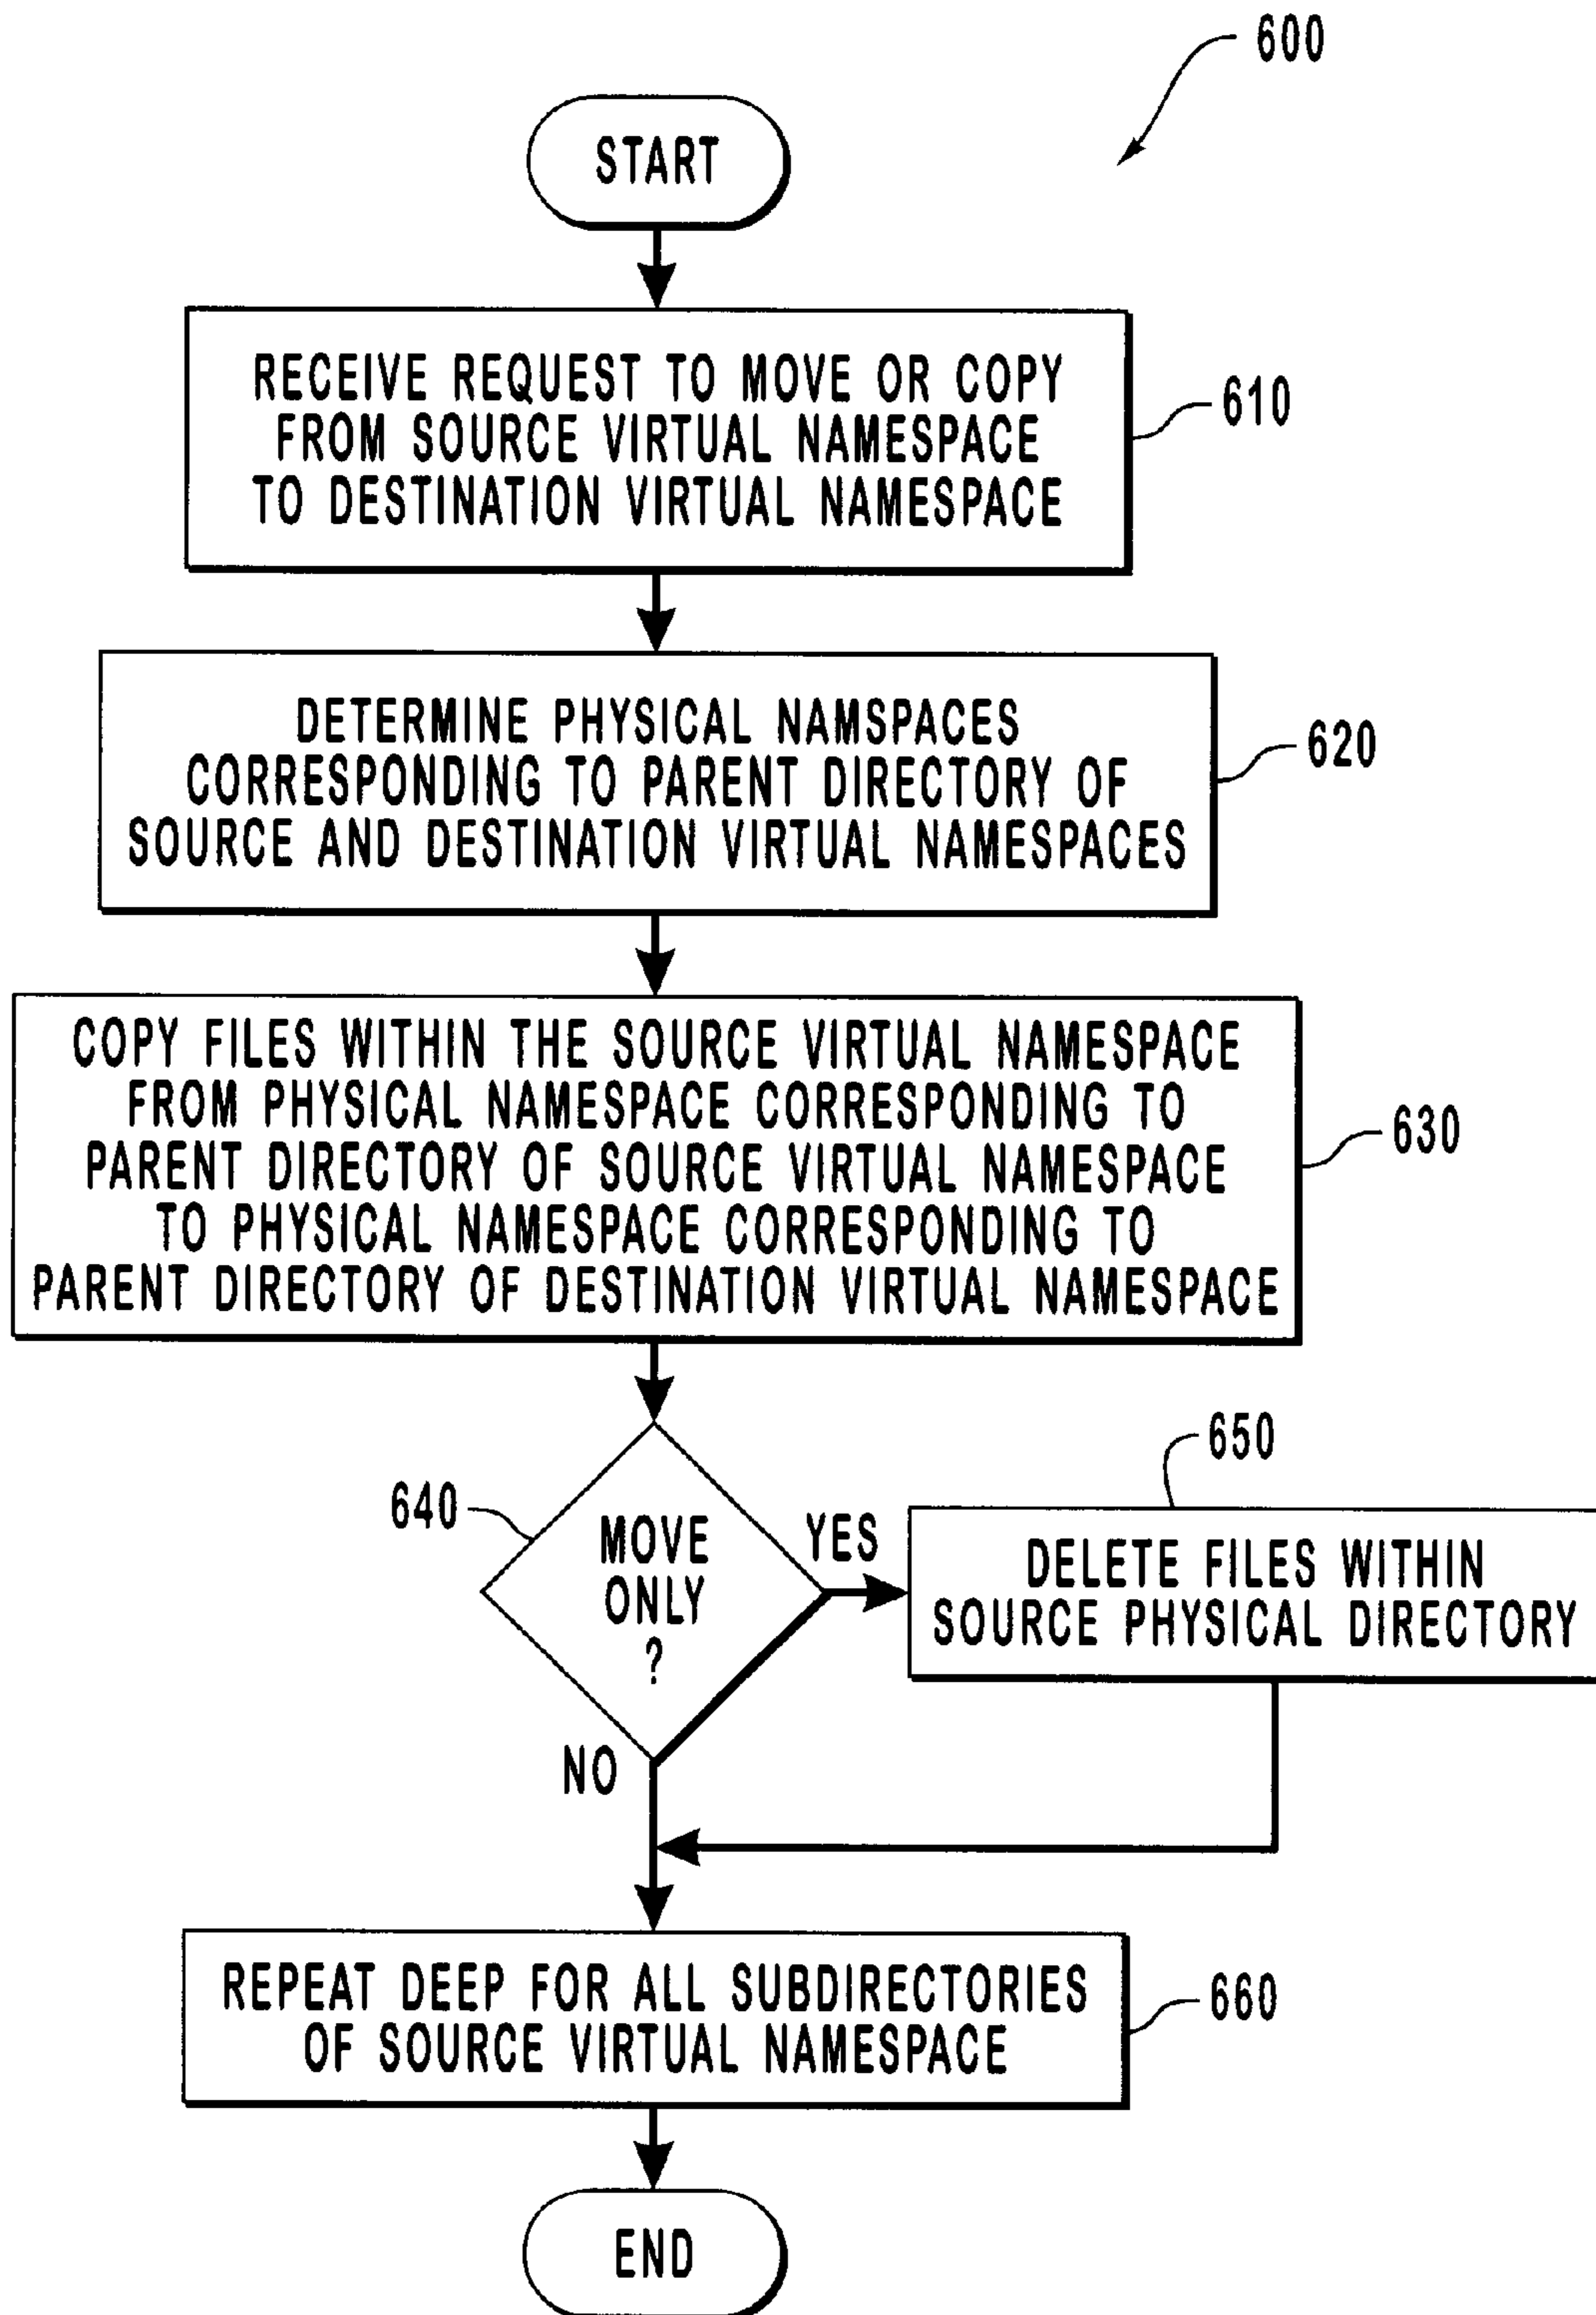 600
START
RECEIVE REQUEST TO MOVE OR COPY
FROM SOURCE VIRTUAL NAMESPACE
TO DESTINATION VIRTUAL NAMESPACE
610
DETERMINE PHYSICAL NAMSPACES
CORRESPONDING TO PARENT DIRECTORY OF
SOURCE AND DESTINATION VIRTUAL NAMESPACES
620
COPY FILES WITHIN THE SOURCE VIRTUAL NAMESPACE
FROM PHYSICAL NAMESPACE CORRESPONDING TO
PARENT DIRECTORY OF SOURCE VIRTUAL NAMESPACE
TO PHYSICAL NAMESPACE CORRESPONDING TO
PARENT DIRECTORY OF DESTINATION VIRTUAL NAMESPACE
630
640
MOVE
ONLY
?
YES
650
DELETE FILES WITHIN
SOURCE PHYSICAL DIRECTORY
NO
REPEAT DEEP FOR ALL SUBDIRECTORIES
OF SOURCE VIRTUAL NAMESPACE
660
END